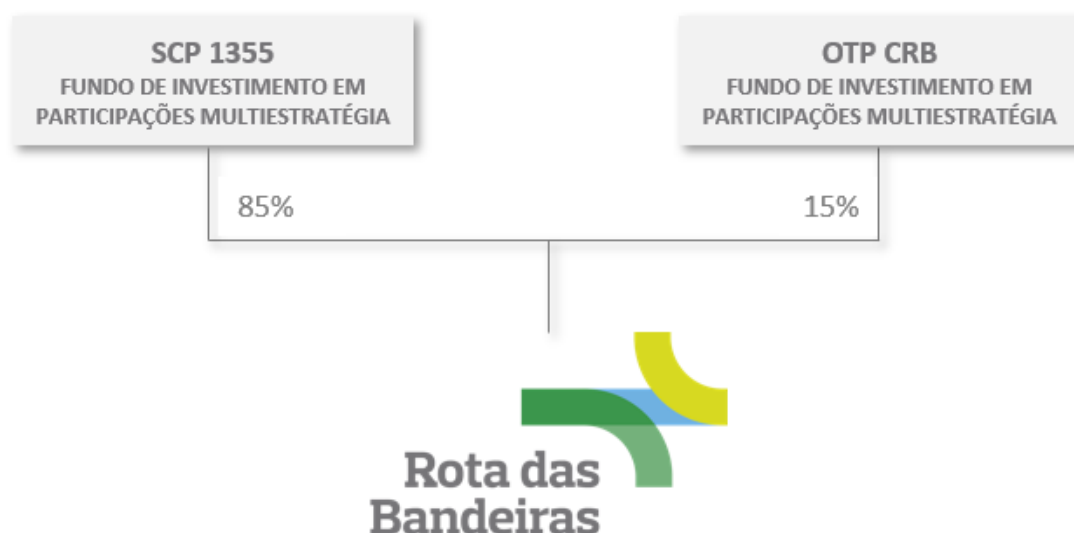 SCP 1355
FUNDO DE INVESTIMENTO EM
PARTICIPAÇÕES MULTIESTRATÉGIA
OTP CRB
FUNDO DE INVESTIMENTO EM
PARTICIPAÇÕES MULTIESTRATÉGIA
85%
15%
Rota das
Bandeiras